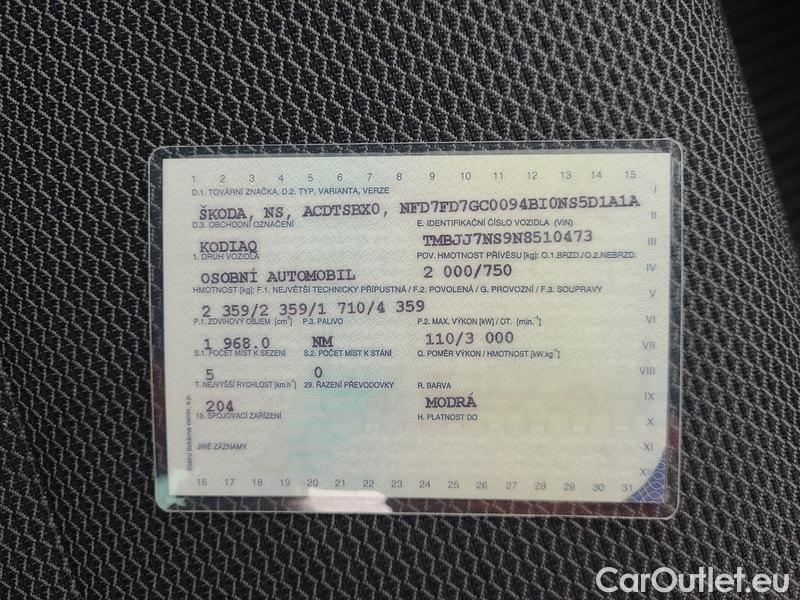 1 2 3 4 5 6 7 8 9 10 11 12 13 14 15
D.1. TOVÁRNÍ ZNAČKA, D.2. TYP, VARIANTA, VERZE
I
ŠKODA, NS, ACDTSBX0, NFD7FD7GC0094BI0NS5D1A1A
II
D.3. OBCHODNÍ OZNAČENÍ E. IDENTIFIKAČNÍ ČÍSLO VOZIDLA (VIN)
KODIAQ TMBJJ7NS9N8510473
III
1. DRUH VOZIDLA POV. HMOTNOST PŘÍVĚSU [kg]: O.1.BRZD./O.2.NEBRZD.
OSOBNÍ AUTOMOBIL 2 000/750
IV
HMOTNOST [kg]: F.1. NEJVĚTŠÍ TECHNICKY PŘÍPUSTNÁ / F.2. POVOLENÁ / G. PROVOZNÍ / F.3. SOUPRAVY
V
2 359/2 359/1 710/4 359
P.1. ZDVIHOVÝ OBJEM [cm³] P.3. PALIVO P.2. MAX. VÝKON [kW] / OT. [min.⁻¹]
VI
1 968.0 NM 110/3 000
VII
S.1. POČET MÍST K SEZENÍ S.2. POČET MÍST K STÁNÍ Q. POMĚR VÝKON / HMOTNOST [kW.kg⁻¹]
5 0
VIII
T. NEJVYŠŠÍ RYCHLOST [km.h⁻¹] 29. ŘAZENÍ PŘEVODOVKY R. BARVA
204 MODRÁ
IX
19. SPOJOVACÍ ZAŘÍZENÍ H. PLATNOST DO
X
JINÉ ZÁZNAMY
XI
XII
16 17 18 19 20 21 22 23 24 25 26 27 28 29 30 31
Státní tiskárna cenin, s.p.
CarOutlet.eu